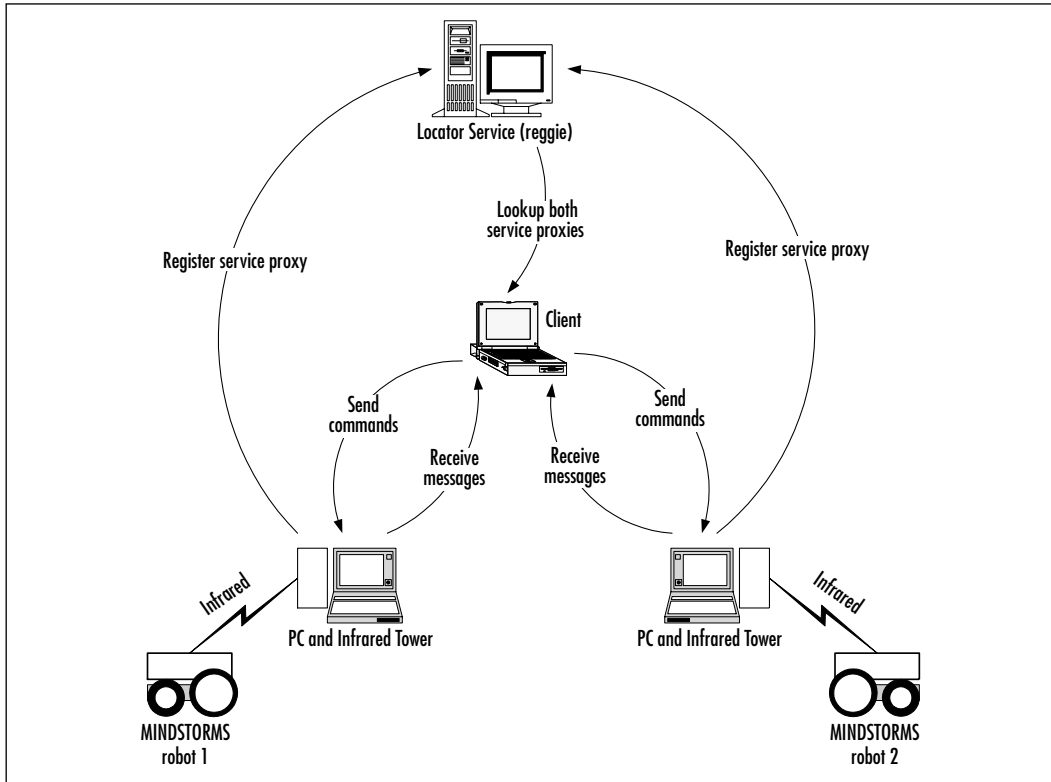 Locator Service (reggie)
Lookup both
service proxies
Register service proxy
Register service proxy
Client
Send
commands
Send
commands
Receive
messages
Receive
messages
Infrared
Infrared
PC and Infrared Tower
PC and Infrared Tower
MINDSTORMS
robot 1
MINDSTORMS
robot 2